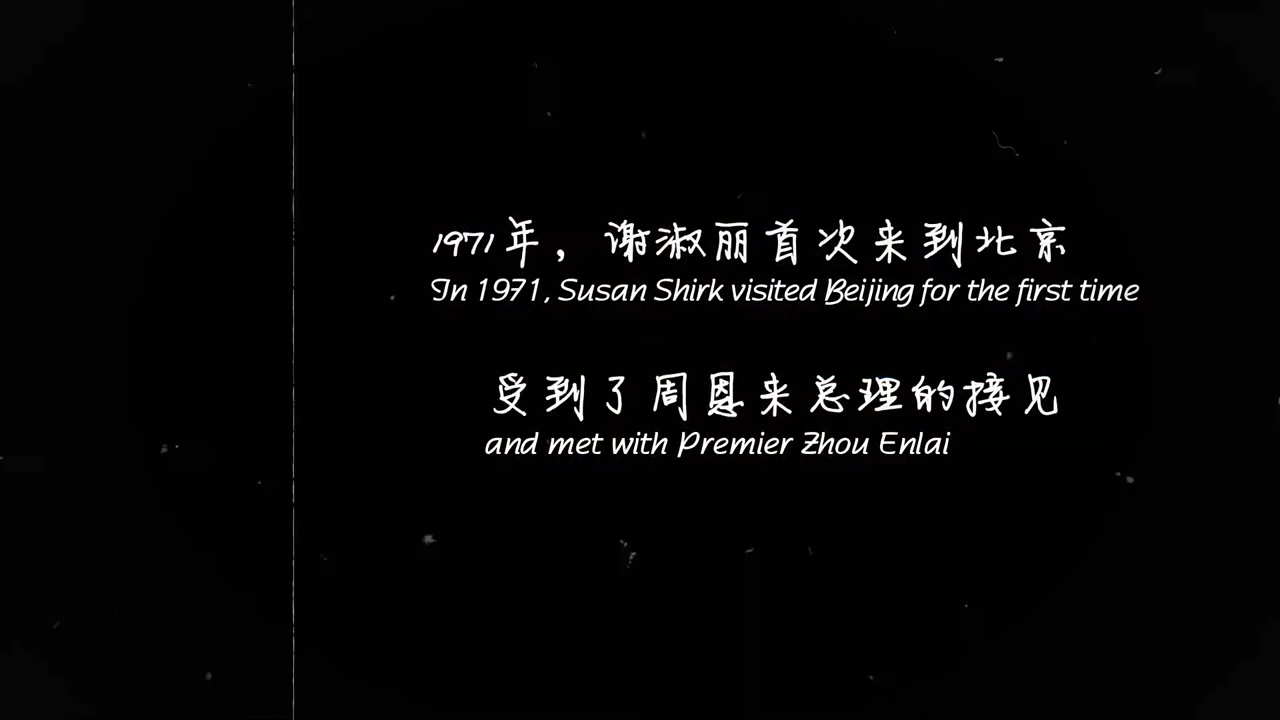 1971年，谢淑丽首次来到北京
In 1971, Susan Shirk visited Beijing for the first time
受到了周恩来总理的接见
and met with Premier Zhou Enlai